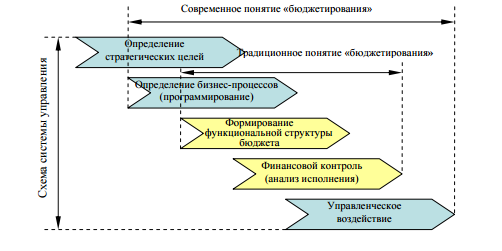 Современное понятие «бюджетирования»
Определение
стратегических целей
Традиционное понятие «бюджетирования»
Определение бизнес-процессов
(программирование)
Формирование
функциональной структуры
бюджета
Финансовой контроль
(анализ исполнения)
Управленческое
воздействие
Схема системы управления